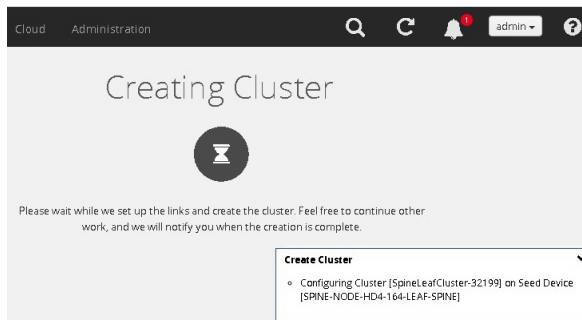 Cloud Administration 1 admin ?
Creating Cluster
Please wait while we set up the links and create the cluster. Feel free to continue other
work, and we will notify you when the creation is complete.
Create Cluster
Configuring Cluster [SpineLeafCluster-32199] on Seed Device
[SPINE-NODE-HD4-164-LEAF-SPINE]